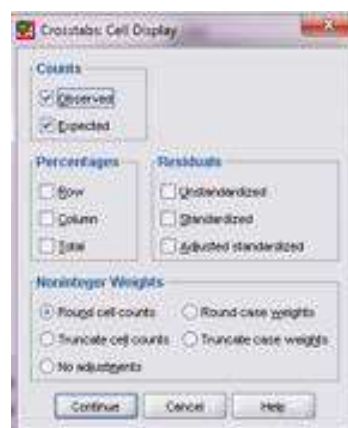 Crosstabs: Cell Display
Counts
Observed
Expected
Percentages
Row
Column
Total
Residuals
Unstandardized
Standardized
Adjusted standardized
Noninteger Weights
Round cell counts Round case weights
Truncate cell counts Truncate case weights
No adjustments
Continue Cancel Help